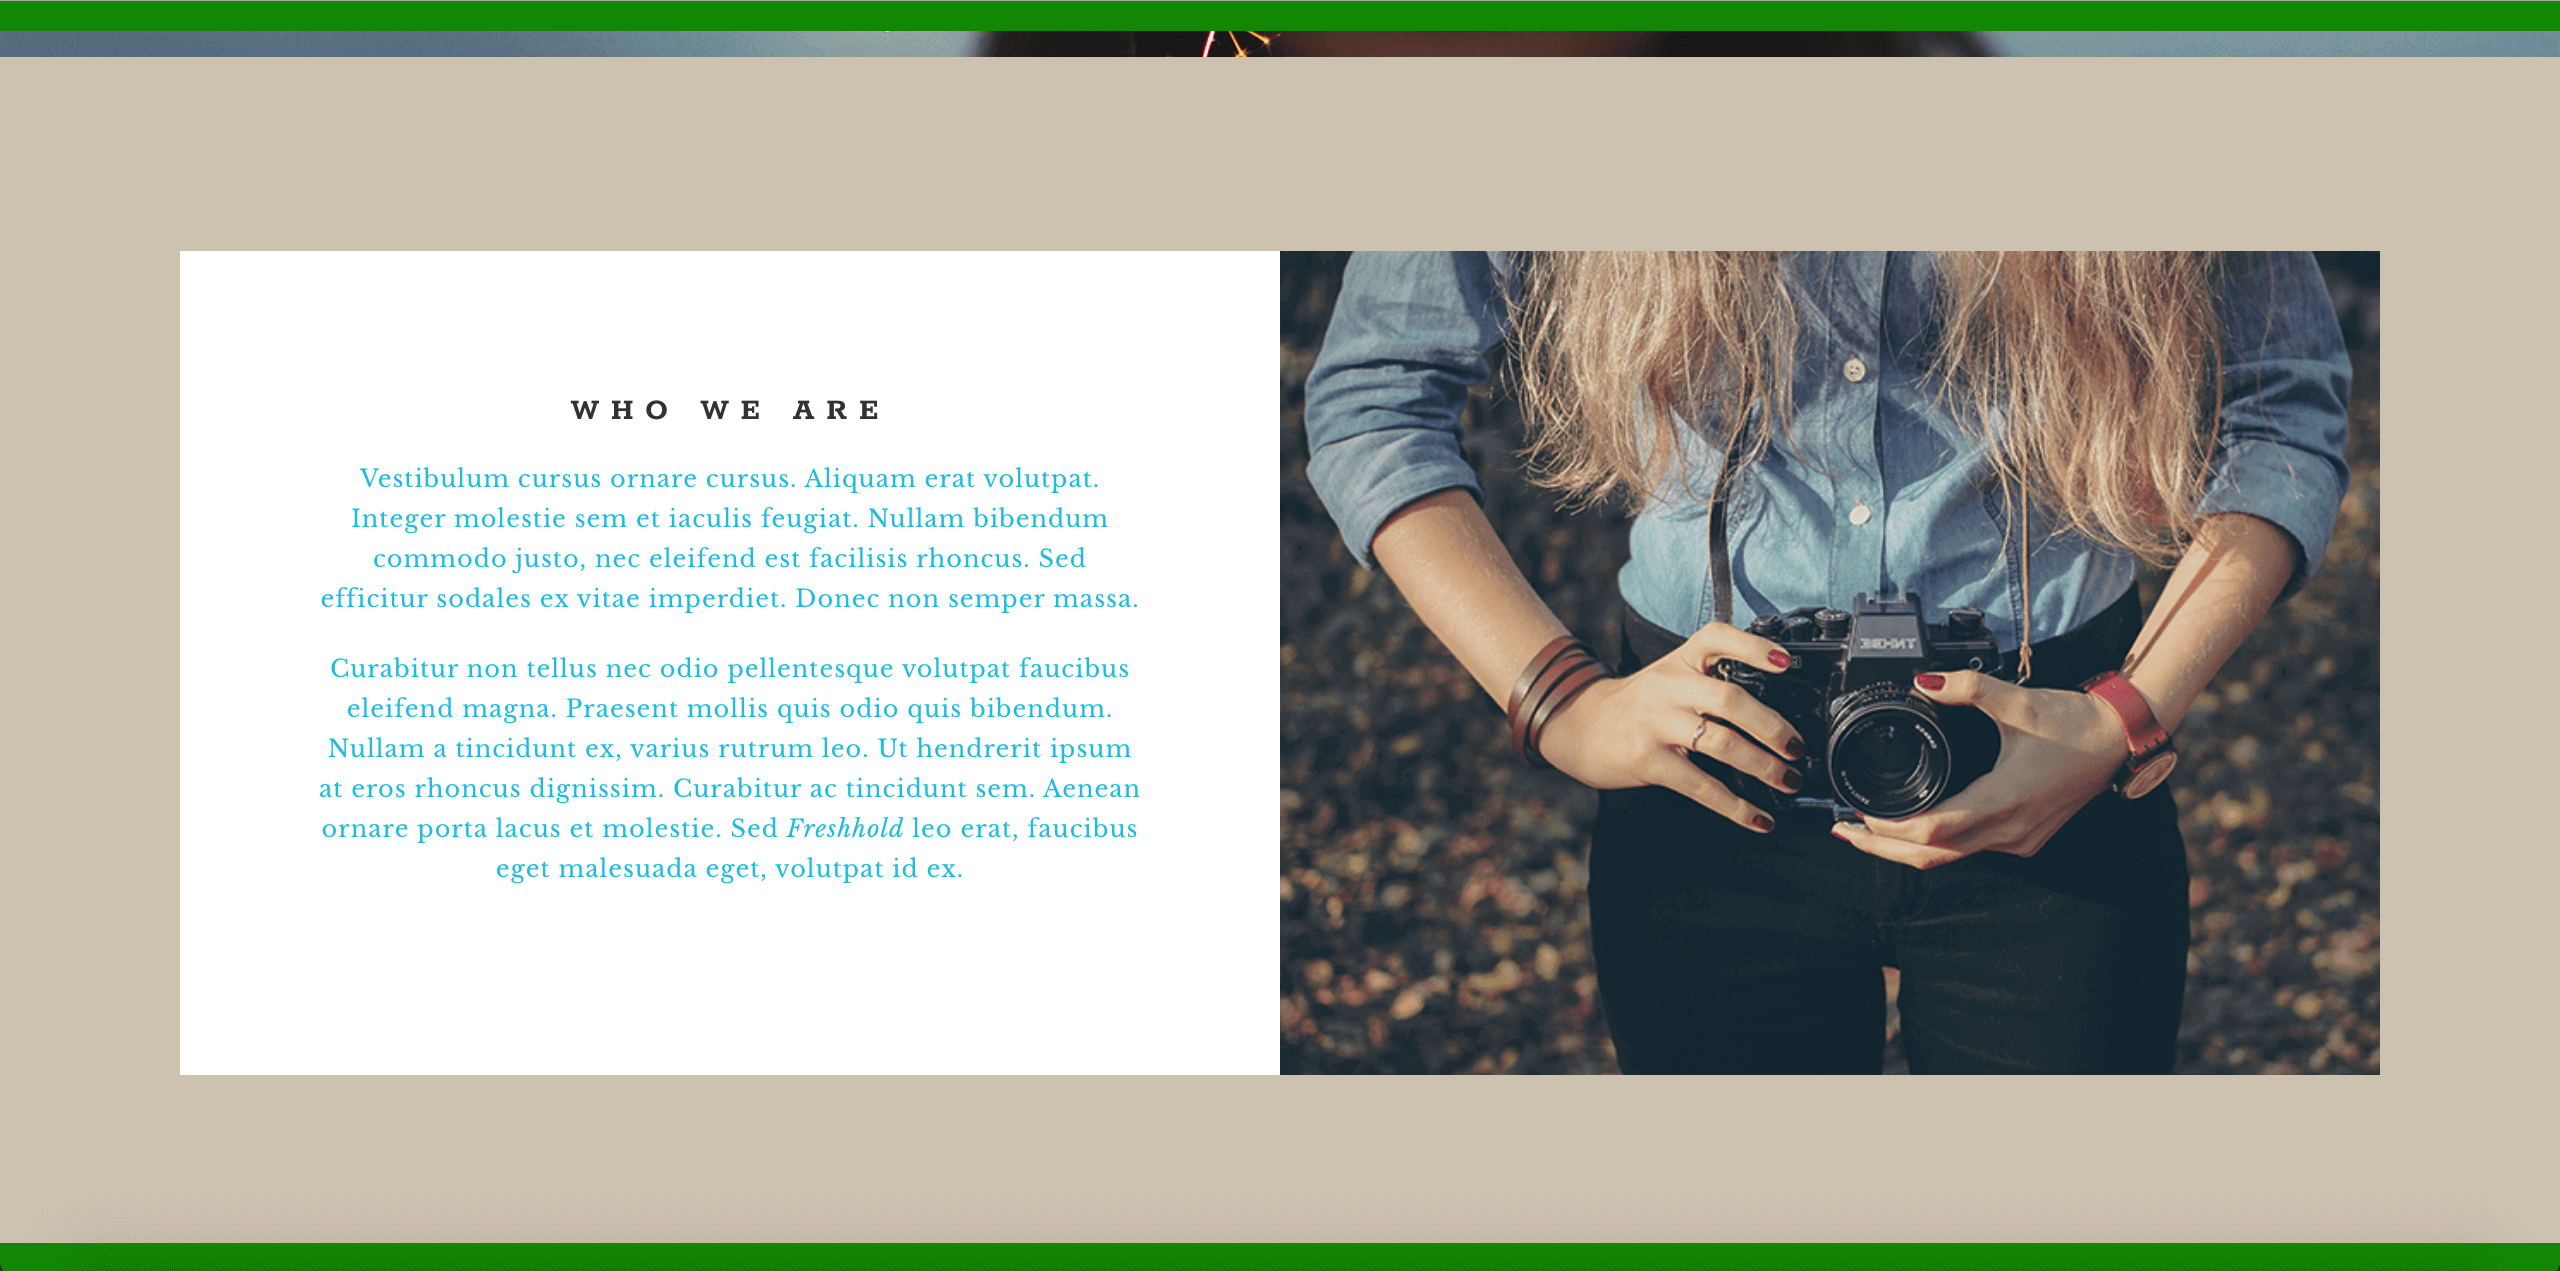 WHO WE ARE
Vestibulum cursus ornare cursus. Aliquam erat volutpat.
Integer molestie sem et iaculis feugiat. Nullam bibendum
commodo justo, nec eleifend est facilisis rhoncus. Sed
efficitur sodales ex vitae imperdiet. Donec non semper massa.
Curabitur non tellus nec odio pellentesque volutpat faucibus
eleifend magna. Praesent mollis quis odio quis bibendum.
Nullam a tincidunt ex, varius rutrum leo. Ut hendrerit ipsum
at eros rhoncus dignissim. Curabitur ac tincidunt sem. Aenean
ornare porta lacus et molestie. Sed Freshhold leo erat, faucibus
eget malesuada eget, volutpat id ex.
ЗЕНИТ